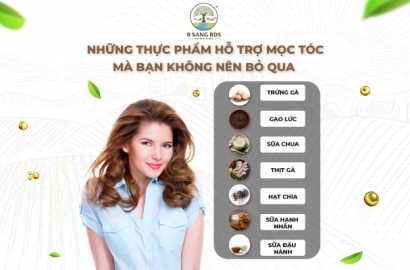 8 SANG BDS
NHỮNG THỰC PHẨM HỖ TRỢ MỌC TÓC
MÀ BẠN KHÔNG NÊN BỎ QUA
TRỨNG GÀ
GẠO LỨC
SỮA CHUA
THỊT GÀ
HẠT CHIA
SỮA HẠNH
NHÂN
SỮA ĐẬU
NÀNH